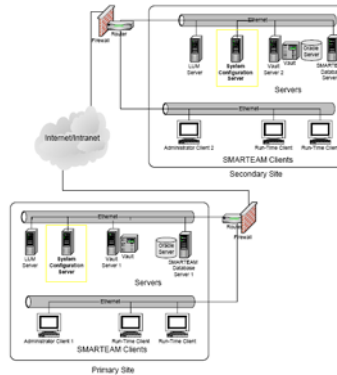 Firewall
Router
Ethernet
LUM
Server
System
Configuration
Server
Vault
Server 2
Vault
Oracle
Server
SMARTEAM
Database
Server
Servers
Internet/Intranet
Ethernet
Administrator Client 2
Run-Time Client
Run-Time Client
SMARTEAM Clients
Secondary Site
Ethernet
Router
Firewall
LUM
Server
System
Configuration
Server
Vault
Server 1
Vault
Oracle
Server
SMARTEAM
Database
Server 1
Servers
Ethernet
Administrator Client 1
Run-Time Client
Run-Time Client
SMARTEAM Clients
Primary Site